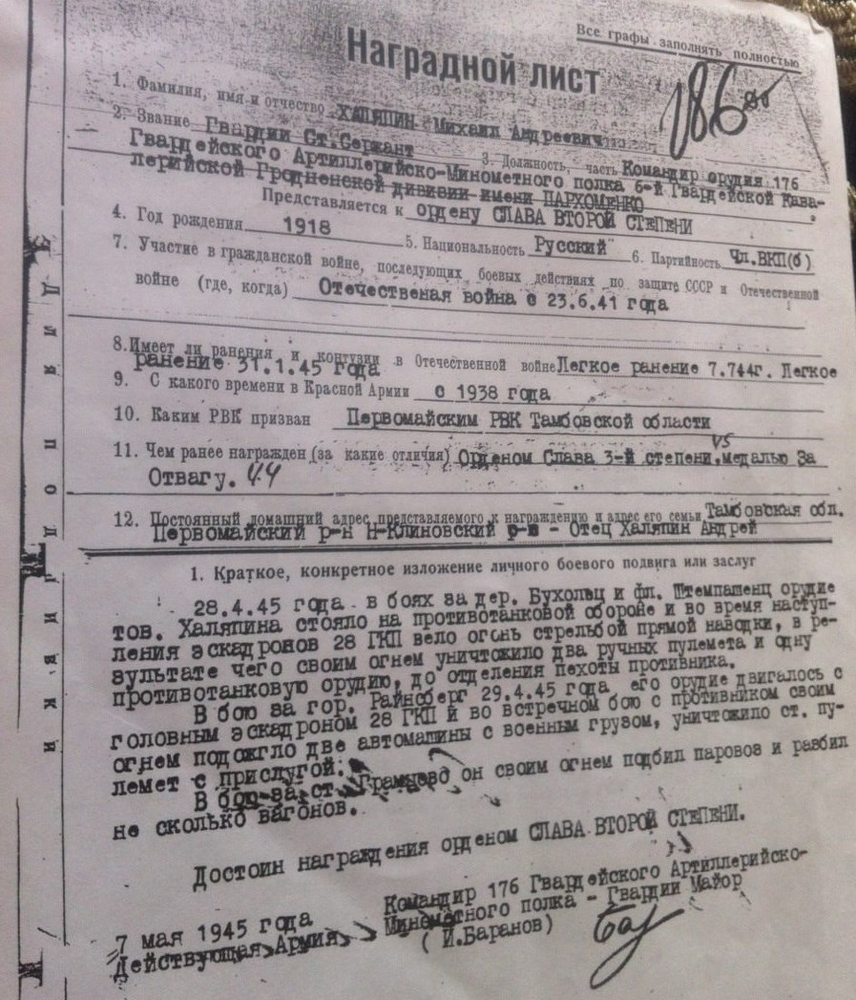 Все графы заполнять полностью
Наградной лист
186
1. Фамилия, имя и отчество ХАЛЯПИН Михаил Андреевич
2. Звание Гвардии Ст.Сержант 3. Должность, часть Командир орудия 176
Гвардейского Артиллерийско-Минометного полка 6-й Гвардейской Кава-
лерийской Гродненской дивизии имени ПАРХОМЕНКО
Представляется к ордену СЛАВА ВТОРОЙ СТЕПЕНИ
4. Год рождения 1918 5. Национальность Русский 6. Партийность Чл.ВКП(б)
7. Участие в гражданской войне, последующих боевых действиях по защите СССР и Отечественной
войне (где, когда) Отечественая война с 23.6.41 года
8.Имеет ли ранения и контузии в Отечественной войне Легкое ранение 7.744г. Легкое
ранение 31.1.45 года
9. С какого времени в Красной Армии с 1938 года
10. Каким РВК призван Первомайским РВК Тамбовской области
11. Чем ранее награжден (за какие отличия) Орденом Слава 3-й степени, медалью За
Отвагу. 44
12. Постоянный домашний адрес представляемого к награждению и адрес его семьи Тамбовская обл.
Первомайский р-н Н-Клиновский - Отец Халяпин Андрей
1. Краткое, конкретное изложение личного боевого подвига или заслуг
28.4.45 года в боях за дер. Бухольц и фл. Штемпашенц орудие
тов. Халяпина стояло на противотанковой обороне и во время наступ-
ления эскадронов 28 ГКП вело огонь стрельбой прямой наводки, в ре-
зультате чего своим огнем уничтожило два ручных пулемета и одну
противотанковую орудию, до отделения пехоты противника.
В бою за гор. Райнсберг 29.4.45 года его орудие двигалось с
головным эскадроном 28 ГКП и во встречном бою с противником своим
огнем подожгло две автомашины с военным грузом, уничтожило ст. пу-
лемет с прислугой.
В бою за ст. он своим огнем подбил паровоз и разбил
не сколько вагонов.
Достоин награждения орденом СЛАВА ВТОРОЙ СТЕПЕНИ.
Командир 176 Гвардейского Артиллерийско-
7 мая 1945 года Минометного полка - Гвардии Майор
Действующая Армия ( И.Баранов) Бар
Для подшивки